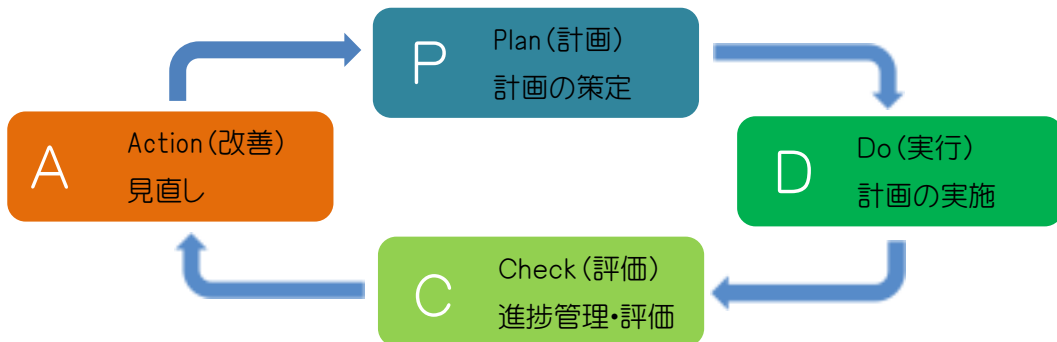 P
Plan(計画)
計画の策定
D
Do(実行)
計画の実施
C
Check(評価)
進捗管理・評価
A
Action(改善)
見直し